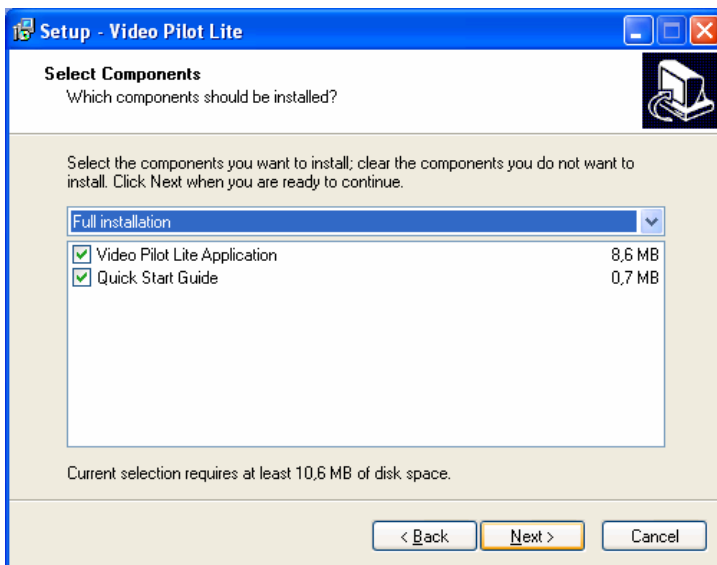 Setup - Video Pilot Lite
Select Components
Which components should be installed?
Select the components you want to install; clear the components you do not want to
install. Click Next when you are ready to continue.
Full installation
Video Pilot Lite Application 8,6 MB
Quick Start Guide 0,7 MB
Current selection requires at least 10,6 MB of disk space.
< Back Next > Cancel